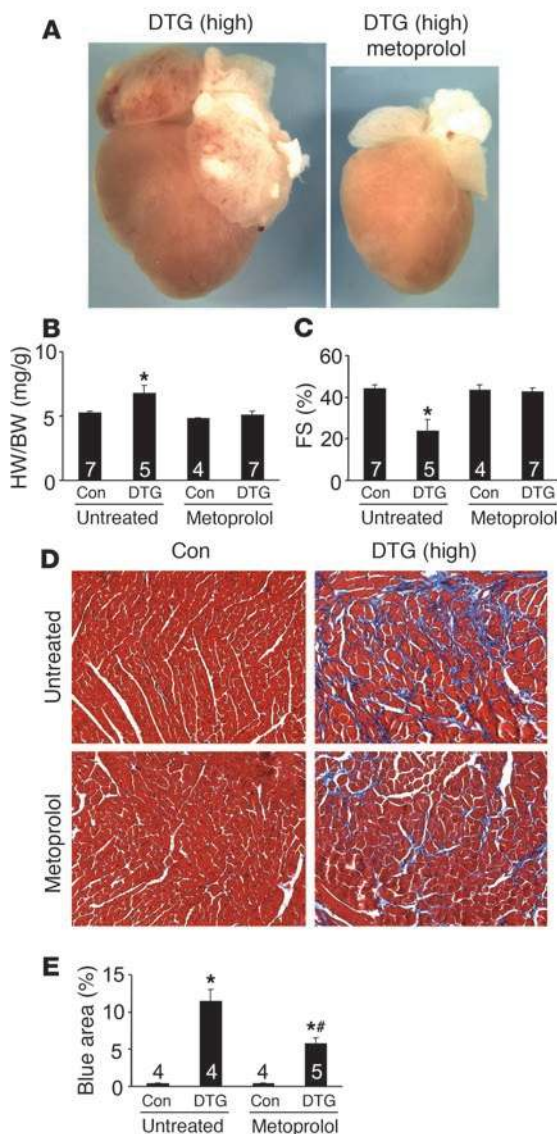 A
DTG (high)
DTG (high)
metoprolol
B
HW/BW (mg/g)
10
5
0
*
7
5
4
7
Con
DTG
Con
DTG
Untreated
Metoprolol
C
FS (%)
60
40
20
0
*
7
5
4
7
Con
DTG
Con
DTG
Untreated
Metoprolol
D
Con
DTG (high)
Untreated
Metoprolol
E
Blue area (%)
15
10
5
0
*
*#
4
4
4
5
Con
DTG
Con
DTG
Untreated
Metoprolol